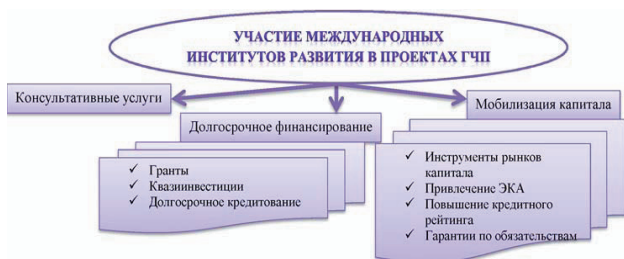 УЧАСТИЕ МЕЖДУНАРОДНЫХ
ИНСТИТУТОВ РАЗВИТИЯ В ПРОЕКТАХ ГЧП
Консультативные услуги
Долгосрочное финансирование
Мобилизация капитала
✓ Гранты
✓ Квазиинвестиции
✓ Долгосрочное кредитование
✓ Инструменты рынков
капитала
✓ Привлечение ЭКА
✓ Повышение кредитного
рейтинга
✓ Гарантии по обязательствам